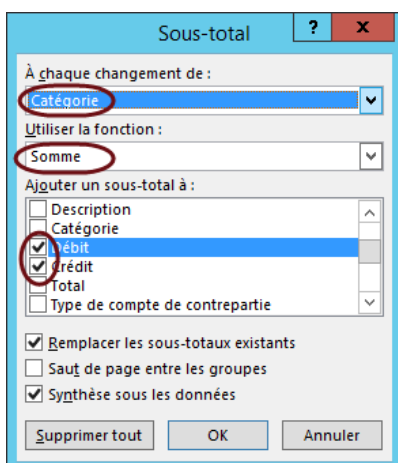 Sous-total
?
x
À chaque changement de :
Catégorie
Utiliser la fonction :
Somme
Ajouter un sous-total à :
Description
Catégorie
Débit
Crédit
Total
Type de compte de contrepartie
Remplacer les sous-totaux existants
Saut de page entre les groupes
Synthèse sous les données
Supprimer tout
OK
Annuler